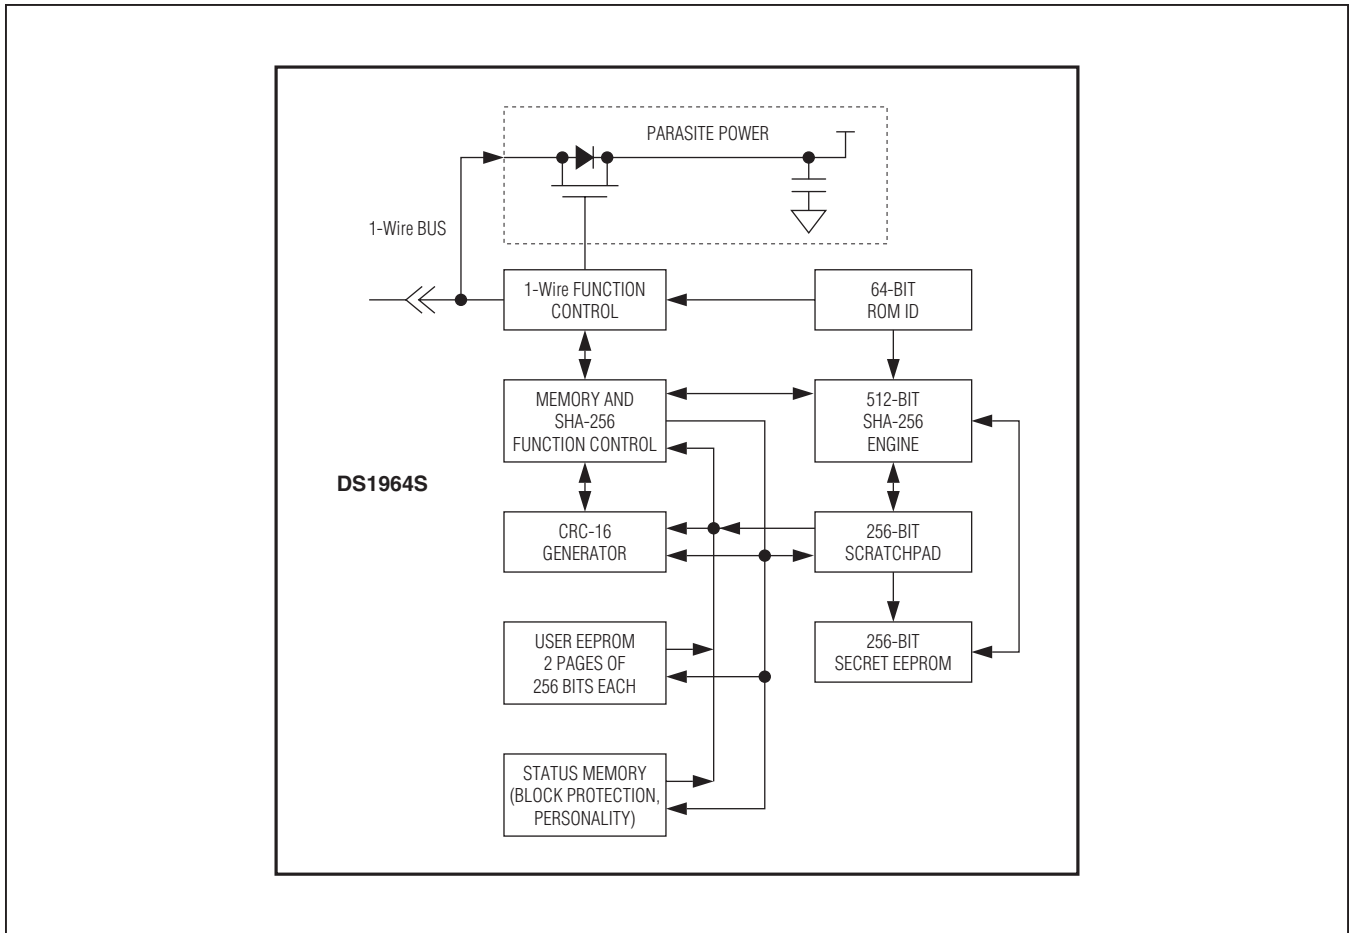 PARASITE POWER
1-Wire BUS
1-Wire FUNCTION
CONTROL
64-BIT
ROM ID
MEMORY AND
SHA-256
FUNCTION CONTROL
512-BIT
SHA-256
ENGINE
DS1964S
CRC-16
GENERATOR
256-BIT
SCRATCHPAD
USER EEPROM
2 PAGES OF
256 BITS EACH
256-BIT
SECRET EEPROM
STATUS MEMORY
(BLOCK PROTECTION,
PERSONALITY)